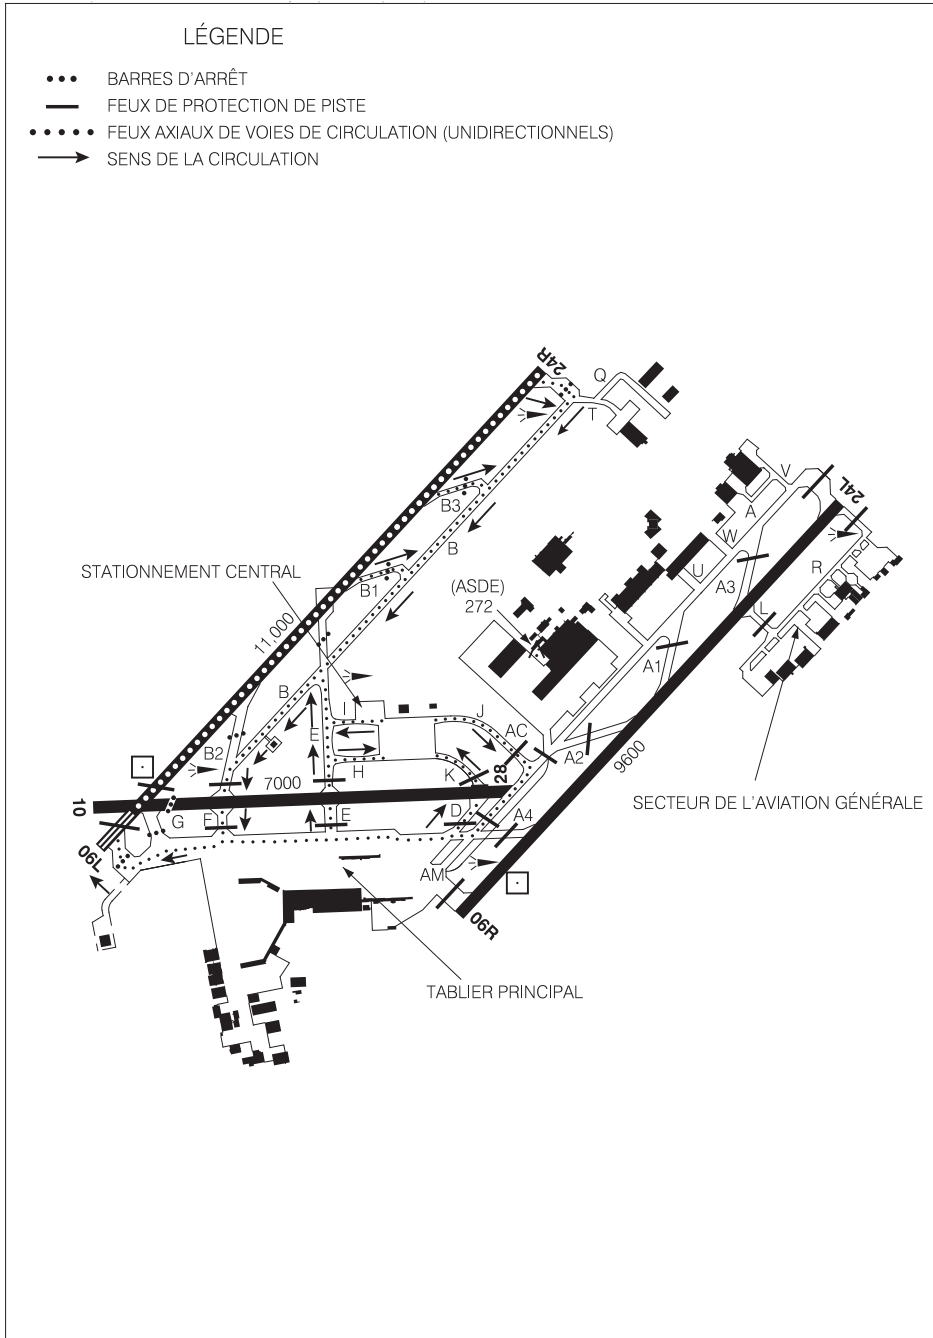 LÉGENDE
BARRES D'ARRÊT
FEUX DE PROTECTION DE PISTE
FEUX AXIAUX DE VOIES DE CIRCULATION (UNIDIRECTIONNELS)
SENS DE LA CIRCULATION
24R
Q
T
V
24L
B3
A
W
B
R
STATIONNEMENT CENTRAL
B1
(ASDE)
272
U
A3
L
11,000
A1
B
I
J
E
AC
B2
H
A2
9600
K
28
7000
10
SECTEUR DE L'AVIATION GÉNÉRALE
G
F
E
D
A4
06L
AM
06R
TABLIER PRINCIPAL